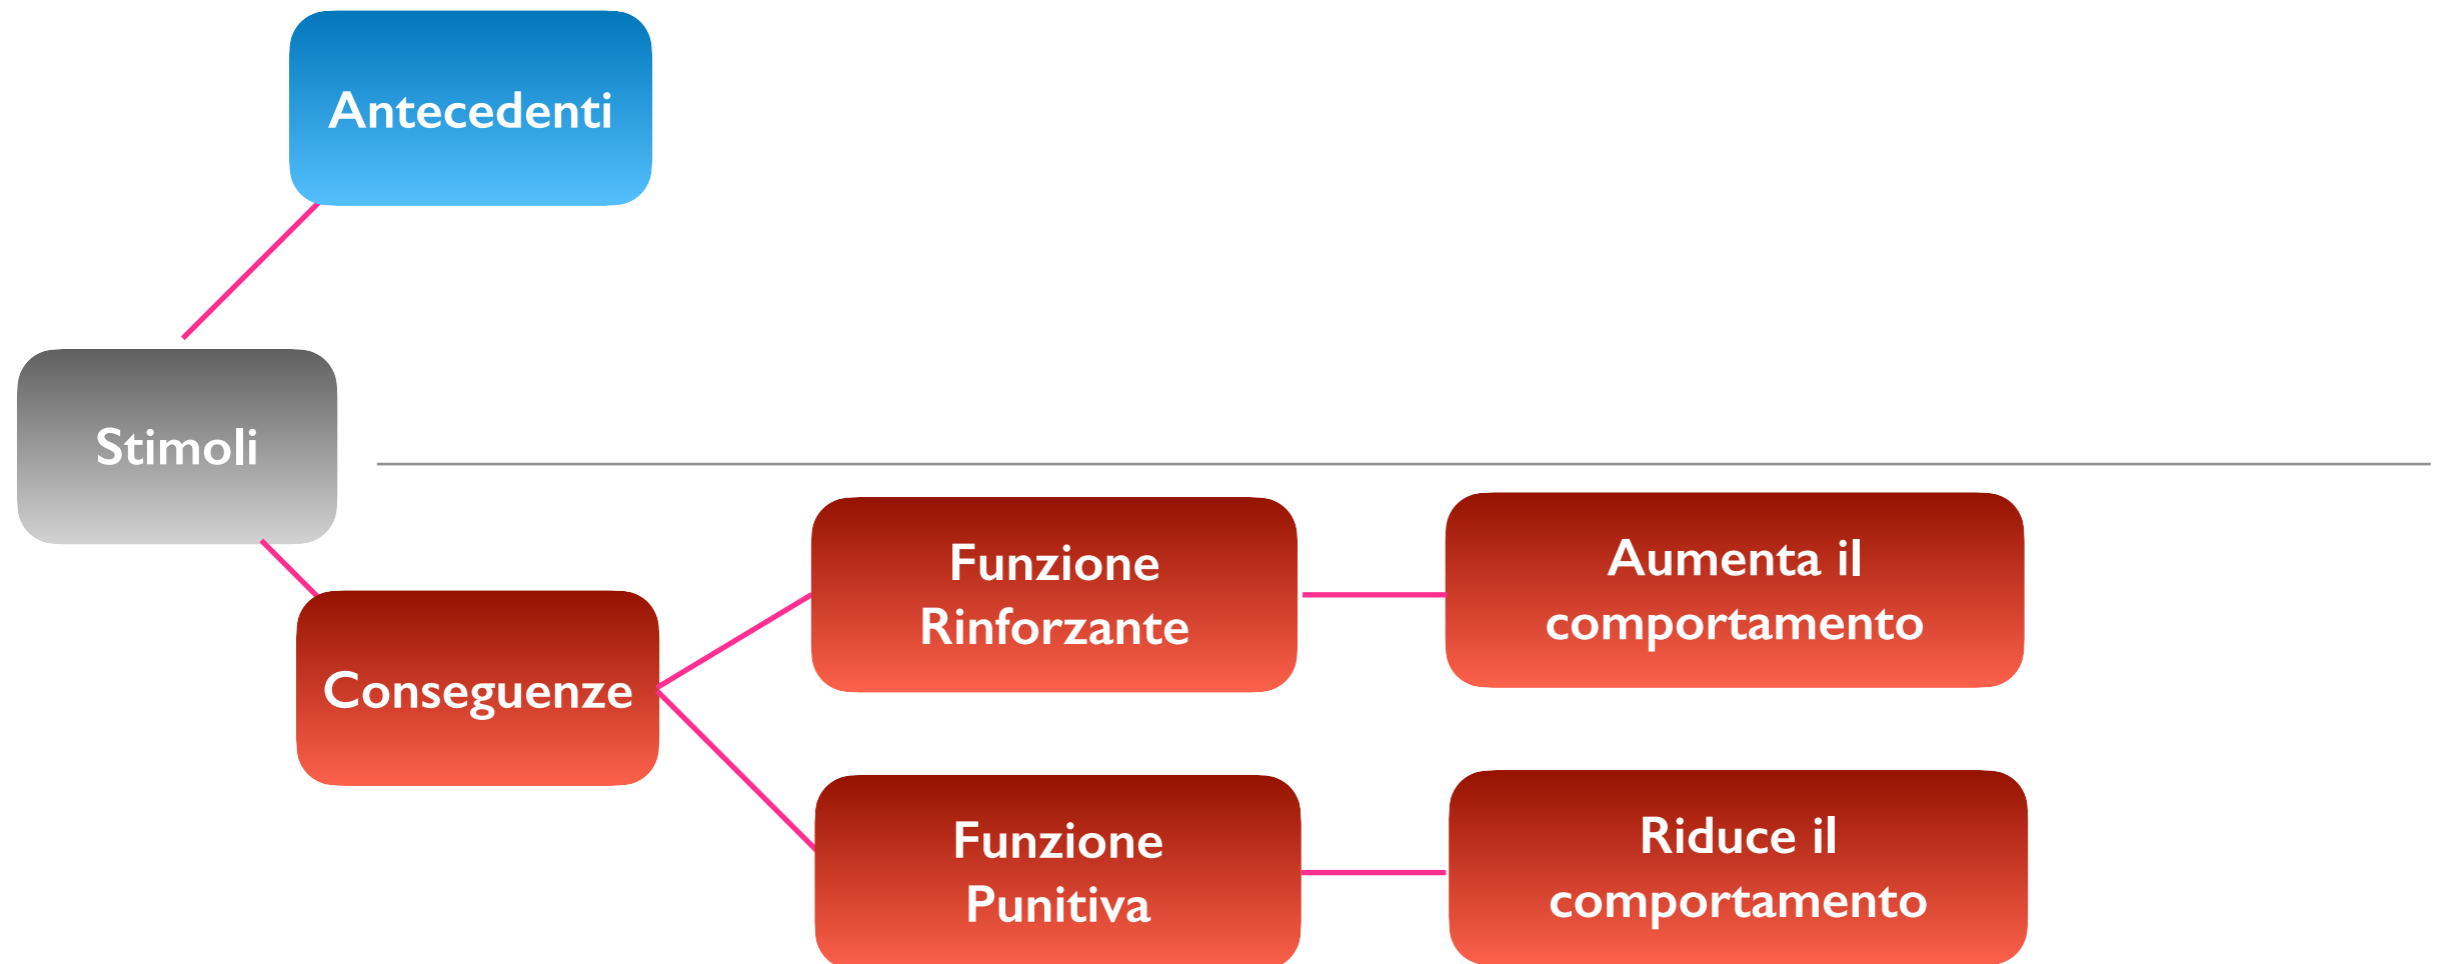 Antecedenti
Stimoli
Conseguenze
Funzione
Rinforzante
Aumenta il
comportamento
Funzione
Punitiva
Riduce il
comportamento